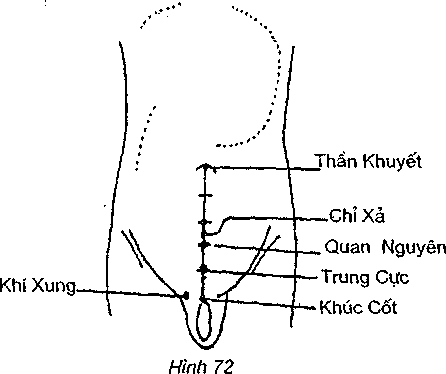 Thần Khuyết
Chỉ Xả
Quan Nguyên
Trung Cực
Khí Xung
Khúc Cốt
Hình 72